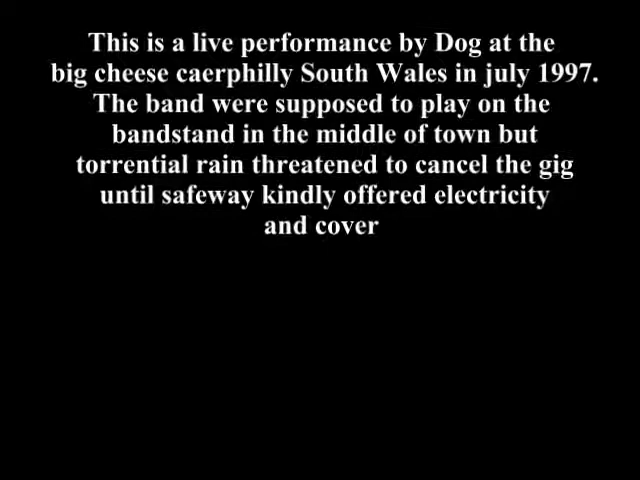 This is a live performance by Dog at the
big cheese caerphilly South Wales in july 1997.
The band were supposed to play on the
bandstand in the middle of town but
torrential rain threatened to cancel the gig
until safeway kindly offered electricity
and cover